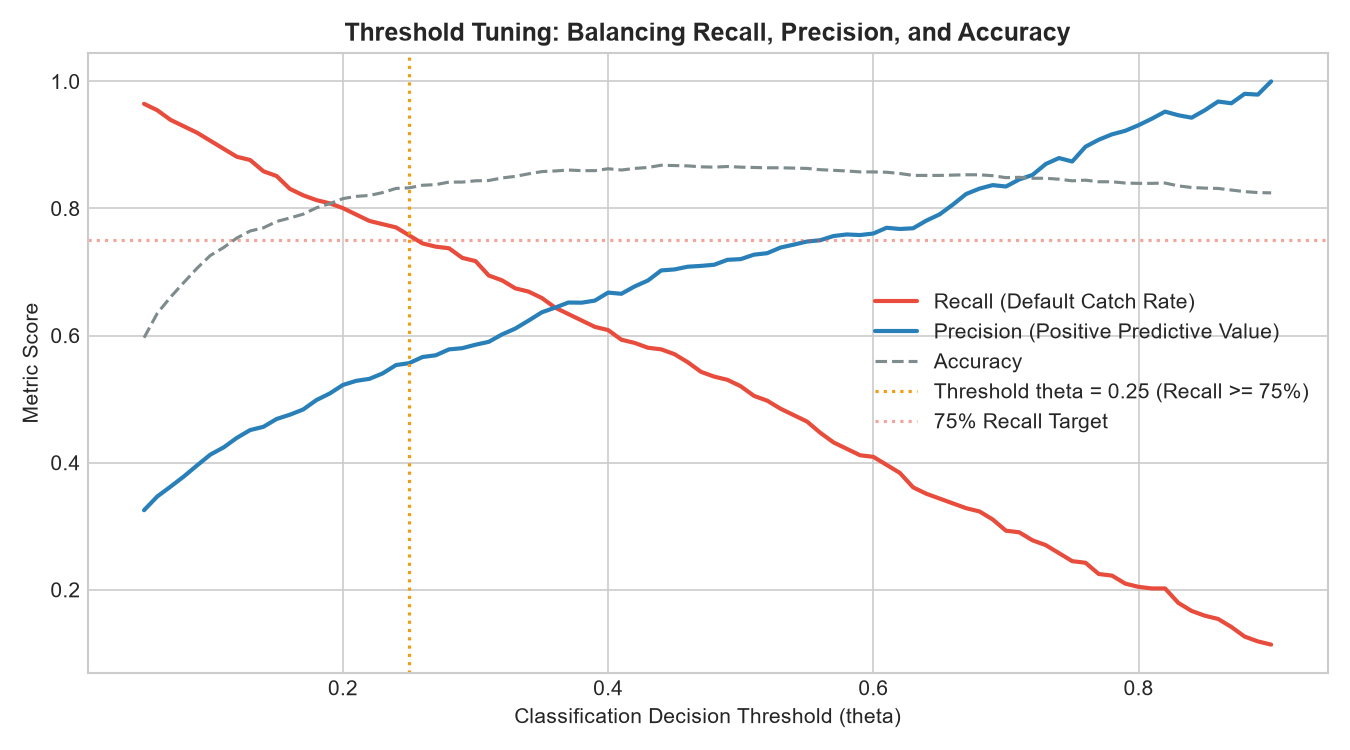 Threshold Tuning: Balancing Recall, Precision, and Accuracy
Metric Score
1.0
0.8
0.6
0.4
0.2
Recall (Default Catch Rate)
Precision (Positive Predictive Value)
Accuracy
Threshold theta = 0.25 (Recall >= 75%)
75% Recall Target
0.2 0.4 0.6 0.8
Classification Decision Threshold (theta)